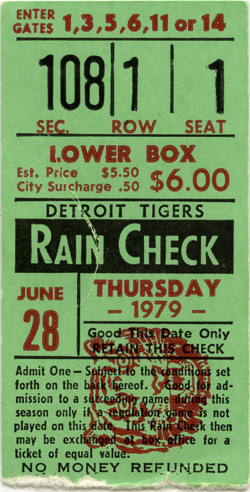 ENTER GATES 1,3,5,6,11 or 14
108 1 1
SEC. ROW SEAT
LOWER BOX
Est. Price $5.50
City Surcharge .50
$6.00
DETROIT TIGERS
RAIN CHECK
JUNE 28
THURSDAY
- 1979 -
Good This Date Only
RETAIN THIS CHECK
Admit One — Subject to the conditions set
forth on the back hereof. Good for ad-
mission to a succeeding game during this
season only if a regulation game is not
played on this date. This Rain Check then
may be exchanged at box office for
a ticket of equal value.
NO MONEY REFUNDED